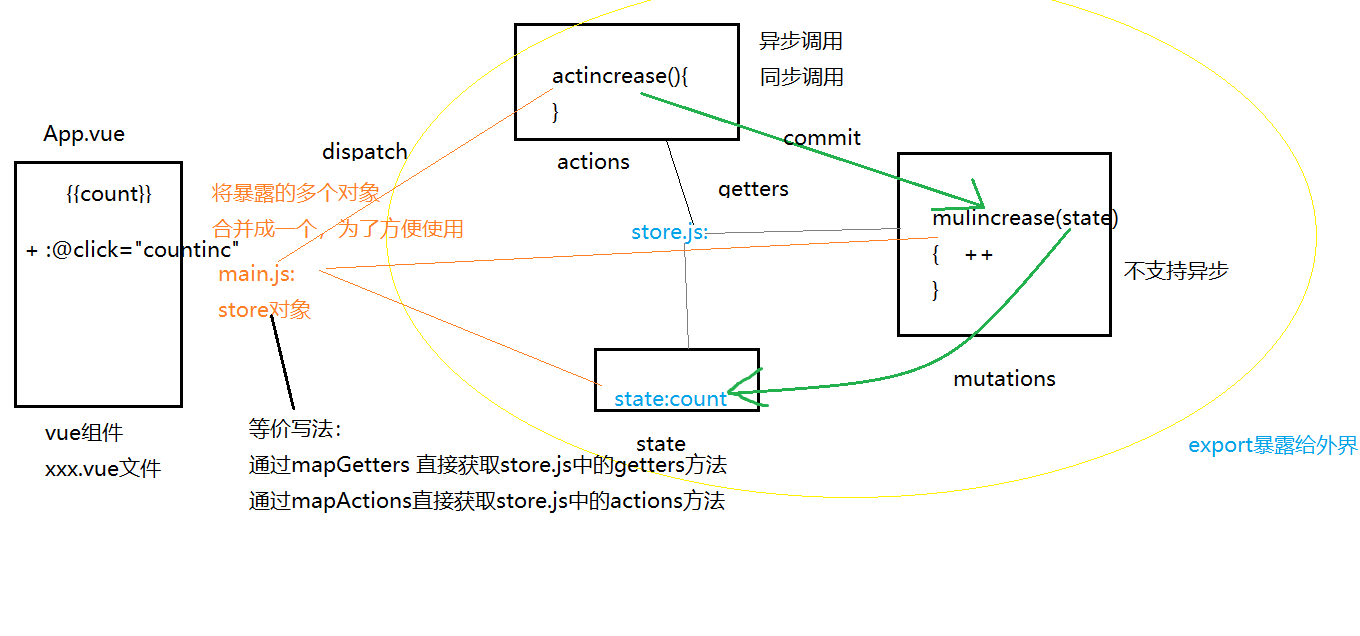 异步调用
actincrease(){
同步调用
}
App.vue
commit
dispatch
actions
{{count}}
将暴露的多个对象
getters
合并成一个，为了方便使用
mulincrease(state)
store.js:
+ :@click="countinc"
{ ++
main.js:
不支持异步
}
store对象
mutations
state:count
等价写法：
vue组件
state
export暴露给外界
通过mapGetters 直接获取store.js中的getters方法
xxx.vue文件
通过mapActions直接获取store.js中的actions方法